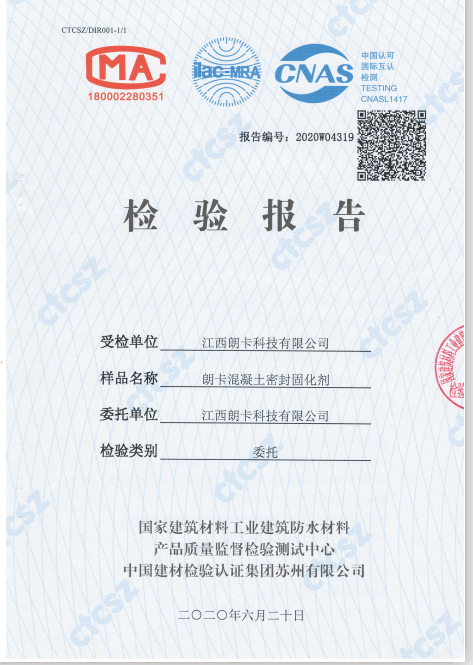 CTCSZ/DIR001-1/1
MA
180002280351
ilac-MRA
CNAS
中国认可
国际互认
检测
TESTING
CNASL1417
报告编号：2020W04319
检验报告
受检单位 江西朗卡科技有限公司
样品名称 朗卡混凝土密封固化剂
委托单位 江西朗卡科技有限公司
检验类别 委托
国家建筑材料工业建筑防水材料
产品质量监督检验测试中心
中国建材检验认证集团苏州有限公司
二〇二〇年六月二十日
ctcsz